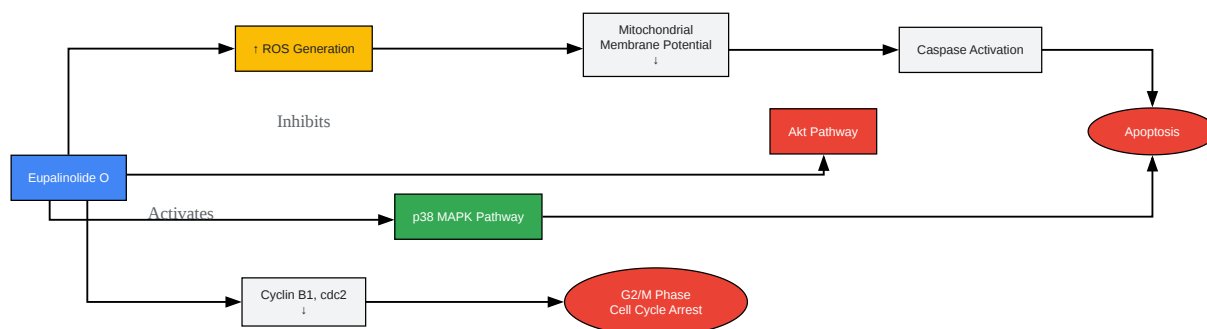 Mitochondrial
Membrane Potential
↓
↑ ROS Generation
Caspase Activation
Inhibits
Akt Pathway
Apoptosis
Eupalinolide O
Activates
p38 MAPK Pathway
Cyclin B1, cdc2
↓
G2/M Phase
Cell Cycle Arrest